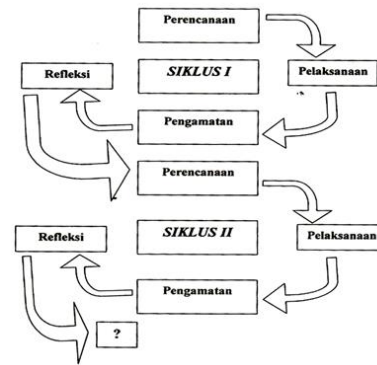 Perencanaan
Refleksi
SIKLUS I
Pelaksanaan
Pengamatan
Perencanaan
Refleksi
SIKLUS II
Pelaksanaan
Pengamatan
?